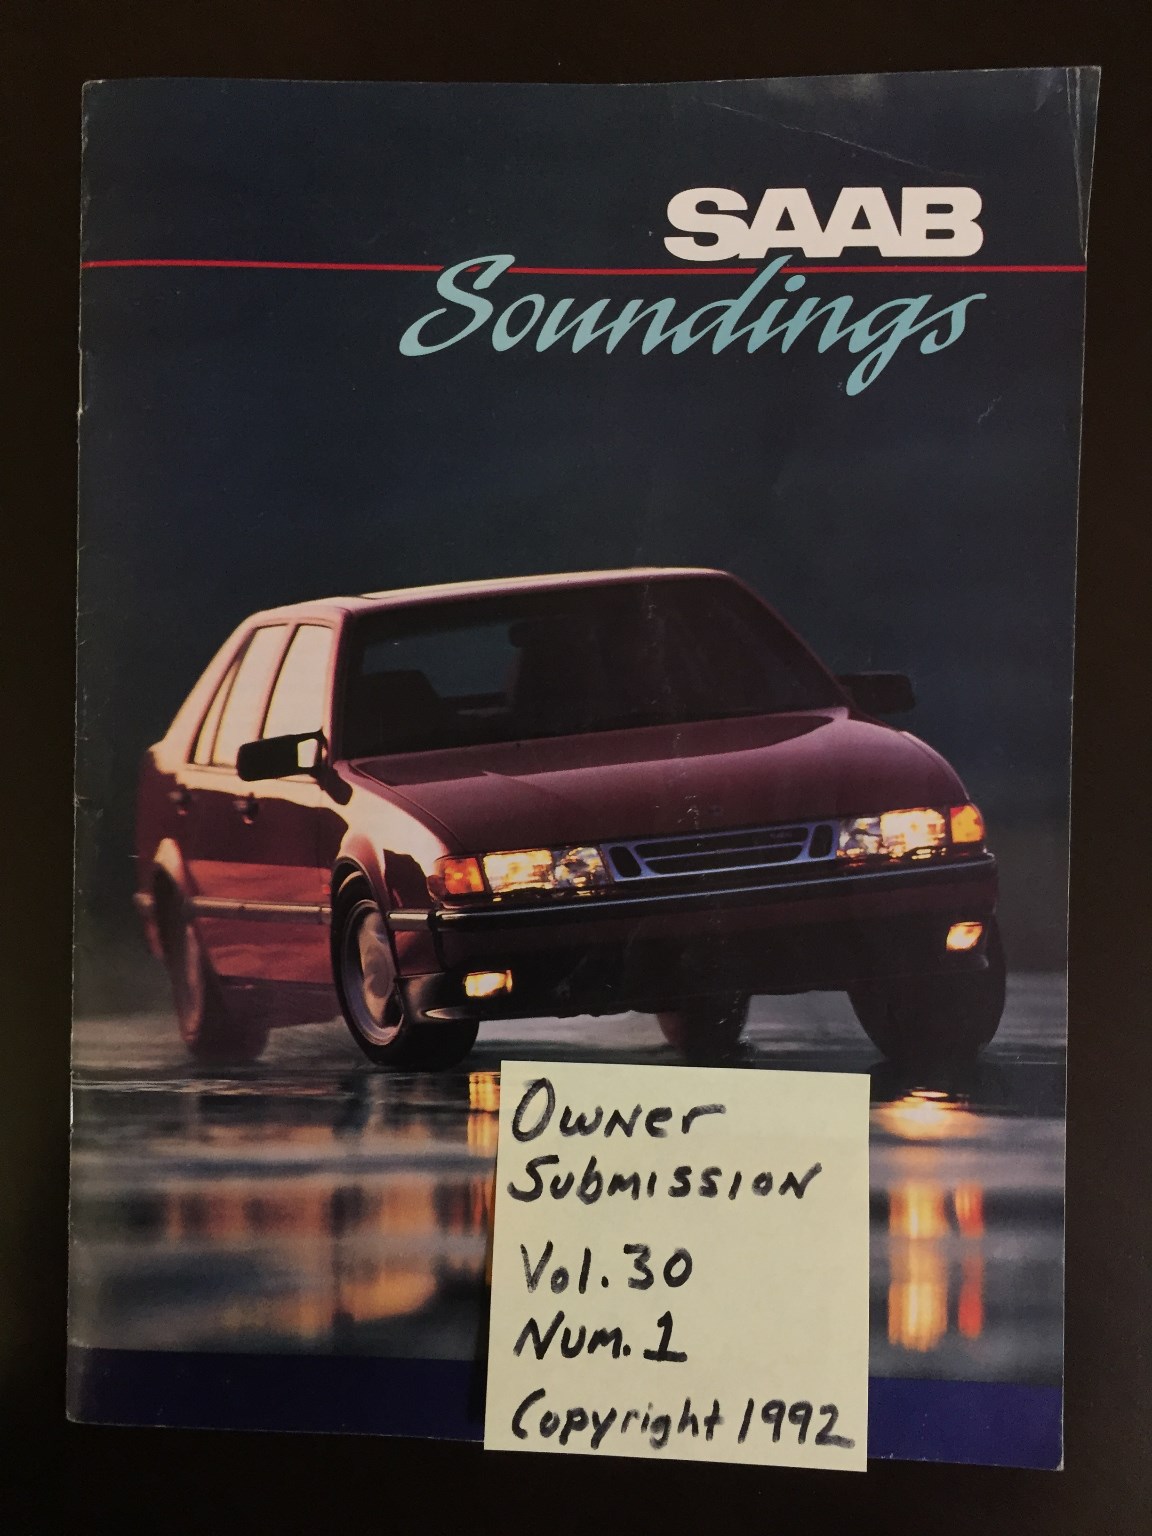 SAAB
Soundings
Owner
Submission
Vol. 30
Num. 1
Copyright 1992